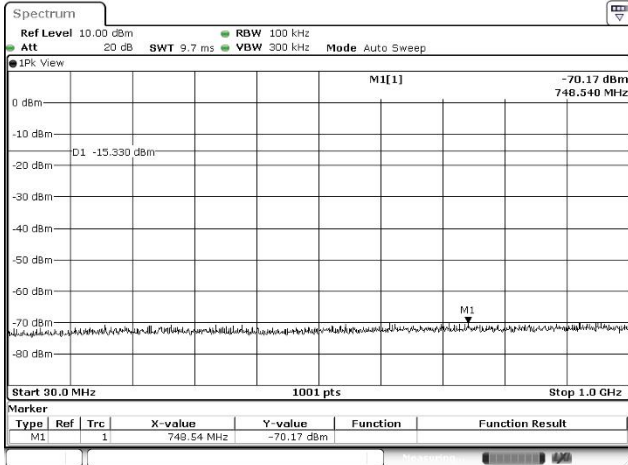 Spectrum
Ref Level 10.00 dBm RBW 100 kHz
Att 20 dB SWT 9.7 ms VBW 300 kHz Mode Auto Sweep
1Pk View
M1[1] -70.17 dBm
748.540 MHz
0 dBm
-10 dBm
D1 -15.330 dBm
-20 dBm
-30 dBm
-40 dBm
-50 dBm
-60 dBm
M1
-70 dBm
-80 dBm
Start 30.0 MHz 1001 pts Stop 1.0 GHz
Marker
Type Ref Trc X-value Y-value Function Function Result
M1 1 748.54 MHz -70.17 dBm
Measuring...